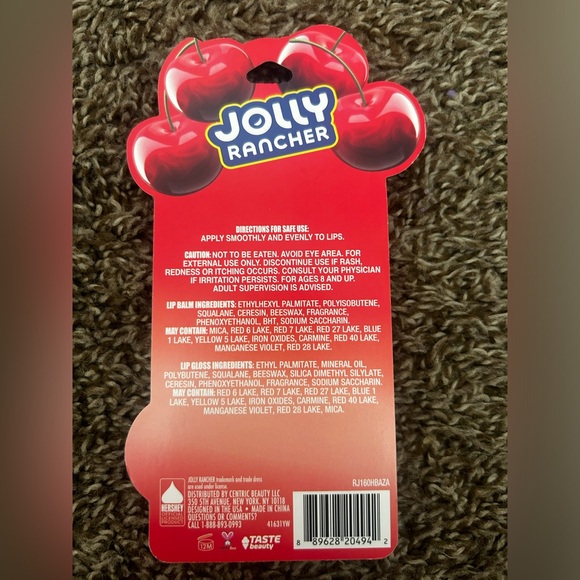 JOLLY
RANCHER
DIRECTIONS FOR SAFE USE:
APPLY SMOOTHLY AND EVENLY TO LIPS.
CAUTION: NOT TO BE EATEN. AVOID EYE AREA. FOR
EXTERNAL USE ONLY. DISCONTINUE USE IF RASH,
REDNESS OR ITCHING OCCURS. CONSULT YOUR PHYSICIAN
IF IRRITATION PERSISTS. FOR AGES 8 AND UP.
ADULT SUPERVISION IS ADVISED.
LIP BALM INGREDIENTS: ETHYLHEXYL PALMITATE, POLYISOBUTENE,
SQUALANE, CERESIN, BEESWAX, FRAGRANCE,
PHENOXYETHANOL, BHT, SODIUM SACCHARIN.
MAY CONTAIN: MICA, RED 6 LAKE, RED 7 LAKE, RED 27 LAKE, BLUE
1 LAKE, YELLOW 5 LAKE, IRON OXIDES, CARMINE, RED 40 LAKE,
MANGANESE VIOLET, RED 28 LAKE.
LIP GLOSS INGREDIENTS: ETHYL PALMITATE, MINERAL OIL,
POLYBUTENE, SQUALANE, BEESWAX, SILICA DIMETHYL SILYLATE,
CERESIN, PHENOXYETHANOL, FRAGRANCE, SODIUM SACCHARIN.
MAY CONTAIN: RED 6 LAKE, RED 7 LAKE, RED 27 LAKE, BLUE 1
LAKE, YELLOW 5 LAKE, IRON OXIDES, CARMINE, RED 40 LAKE,
MANGANESE VIOLET, RED 28 LAKE, MICA.
JOLLY RANCHER trademark and trade dress
are used under license.
RJ160HBAZA
DISTRIBUTED BY CENTRIC BEAUTY LLC
350 5TH AVENUE, NEW YORK, NY 10118
DESIGNED IN THE USA • MADE IN CHINA
QUESTIONS OR COMMENTS?
CALL 1-888-893-0993
41631YW
HERSHEY
OFFICIAL
LICENSED
PRODUCT
12M
TASTE
beauty
8 89628 20494 2